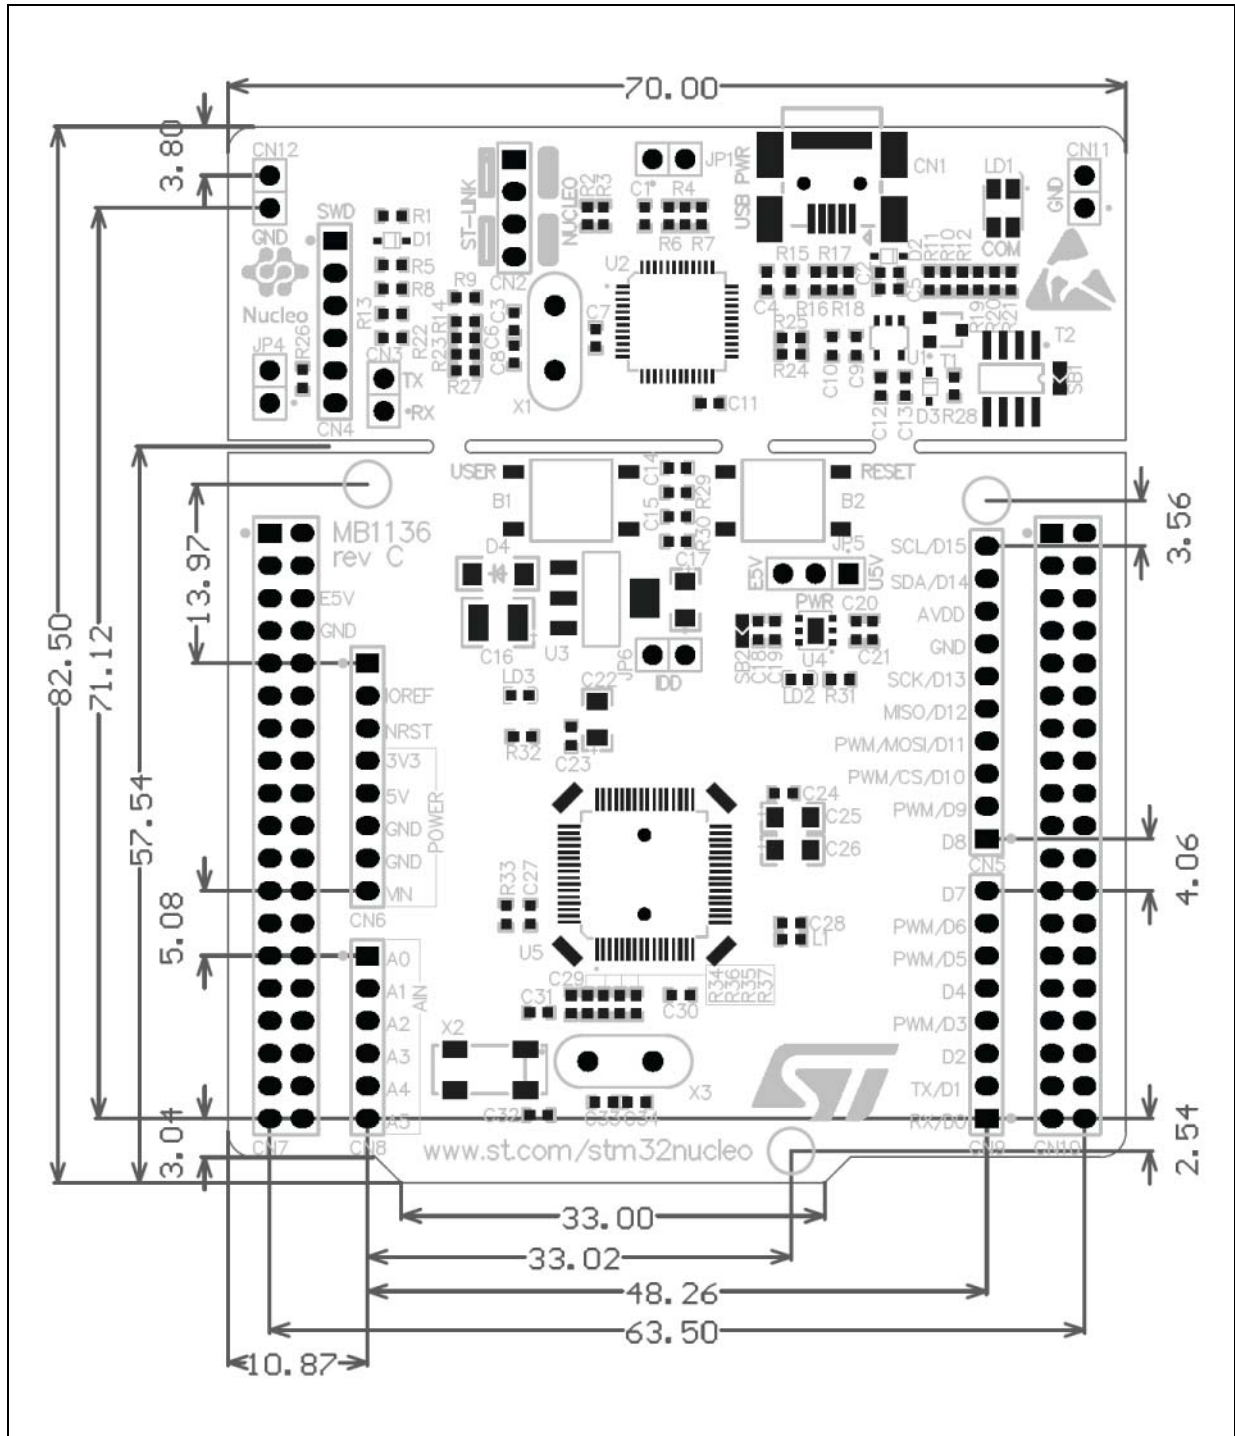 70.00
3.80
CN12
GND
SWD
R1
D1
R5
R8
R13
R22
Nucleo
JP4
R26
CN3
TX
RX
CN4
ST-LINK
NUCLEO
CN2
R2
R3
C1
R4
JP1
R6
R7
U2
USB PWR
CN1
LD1
COM
CN11
GND
R9
R14
R23
R27
C3
C6
C8
C7
X1
C11
R15
R17
C4
R16
R18
C2
D2
C5
R11
R10
R12
R25
R24
C10
C9
U1
T1
R19
R20
R21
T2
SB1
C12
C13
D3
R28
USER
B1
C14
R29
C15
R30
B2
RESET
MB1136
rev C
D4
C17
E5V
JP5
U5V
PWR
C16
U3
JP6
IDD
SB2
C18
C19
U4
C20
C21
LD3
C22
LD2
R31
R32
C23
E5V
GND
IOREF
NRST
3V3
5V
GND
GND
VIN
POWER
CN6
A0
A1
A2
A3
A4
A5
AIN
CN7
CN8
SCL/D15
SDA/D14
AVDD
GND
SCK/D13
MISO/D12
PWM/MOSI/D11
PWM/CS/D10
PWM/D9
D8
CN5
D7
PWM/D6
PWM/D5
D4
PWM/D3
D2
TX/D1
RX/D0
CN9
CN10
C24
C25
C26
R33
C27
U5
C28
L1
C29
R34
R36
R35
R37
C31
C30
X2
X3
C32
C33
C34
www.st.com/stm32nucleo
82.50
71.12
57.54
13.97
5.08
3.04
3.56
4.06
2.54
33.00
33.02
48.26
63.50
10.87